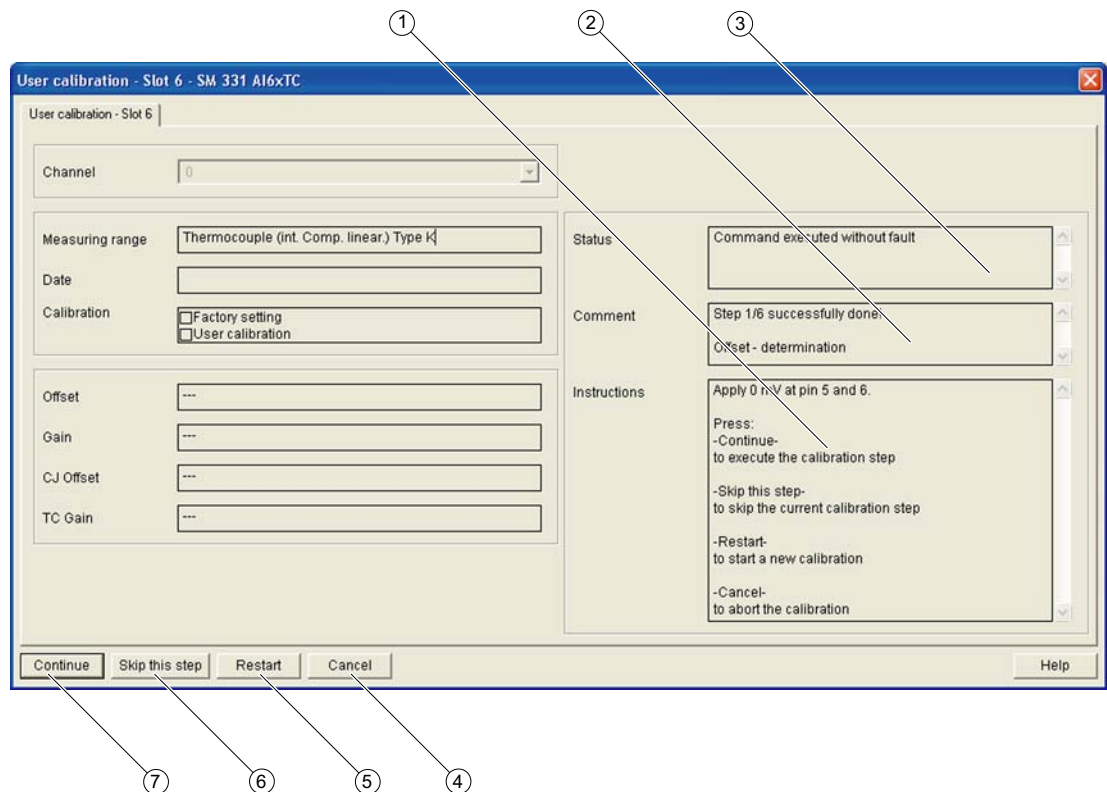 1
2
3
User calibration - Slot 6 - SM 331 AI6xTC
User calibration - Slot 6
Channel
0
Measuring range
Thermocouple (int. Comp. linear.) Type K
Date
Calibration
Factory setting
User calibration
Offset
---
Gain
---
CJ Offset
---
TC Gain
---
Status
Command executed without fault
Comment
Step 1/6 successfully done.
Offset - determination
Instructions
Apply 0 mV at pin 5 and 6.
Press:
-Continue-
to execute the calibration step
-Skip this step-
to skip the current calibration step
-Restart-
to start a new calibration
-Cancel-
to abort the calibration
Continue
Skip this step
Restart
Cancel
Help
7
6
5
4